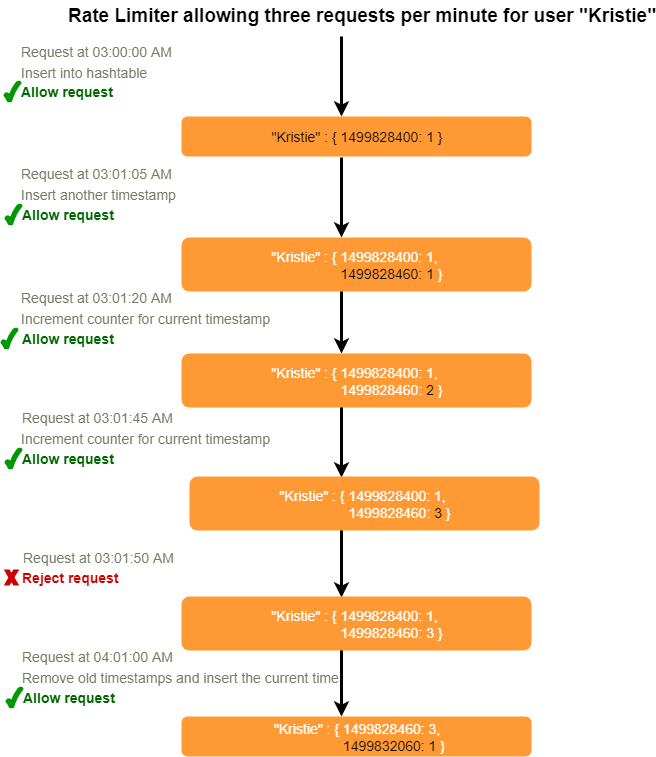 Rate Limiter allowing three requests per minute for user "Kristie"
Request at 03:00:00 AM
Insert into hashtable
Allow request
"Kristie" : { 1499828400: 1 }
Request at 03:01:05 AM
Insert another timestamp
Allow request
"Kristie" : { 1499828400: 1,
1499828460: 1 }
Request at 03:01:20 AM
Increment counter for current timestamp
Allow request
"Kristie" : { 1499828400: 1,
1499828460: 2 }
Request at 03:01:45 AM
Increment counter for current timestamp
Allow request
"Kristie" : { 1499828400: 1,
1499828460: 3 }
Request at 03:01:50 AM
Reject request
"Kristie" : { 1499828400: 1,
1499828460: 3 }
Request at 04:01:00 AM
Remove old timestamps and insert the current time
Allow request
"Kristie" : { 1499828460: 3,
1499832060: 1 }